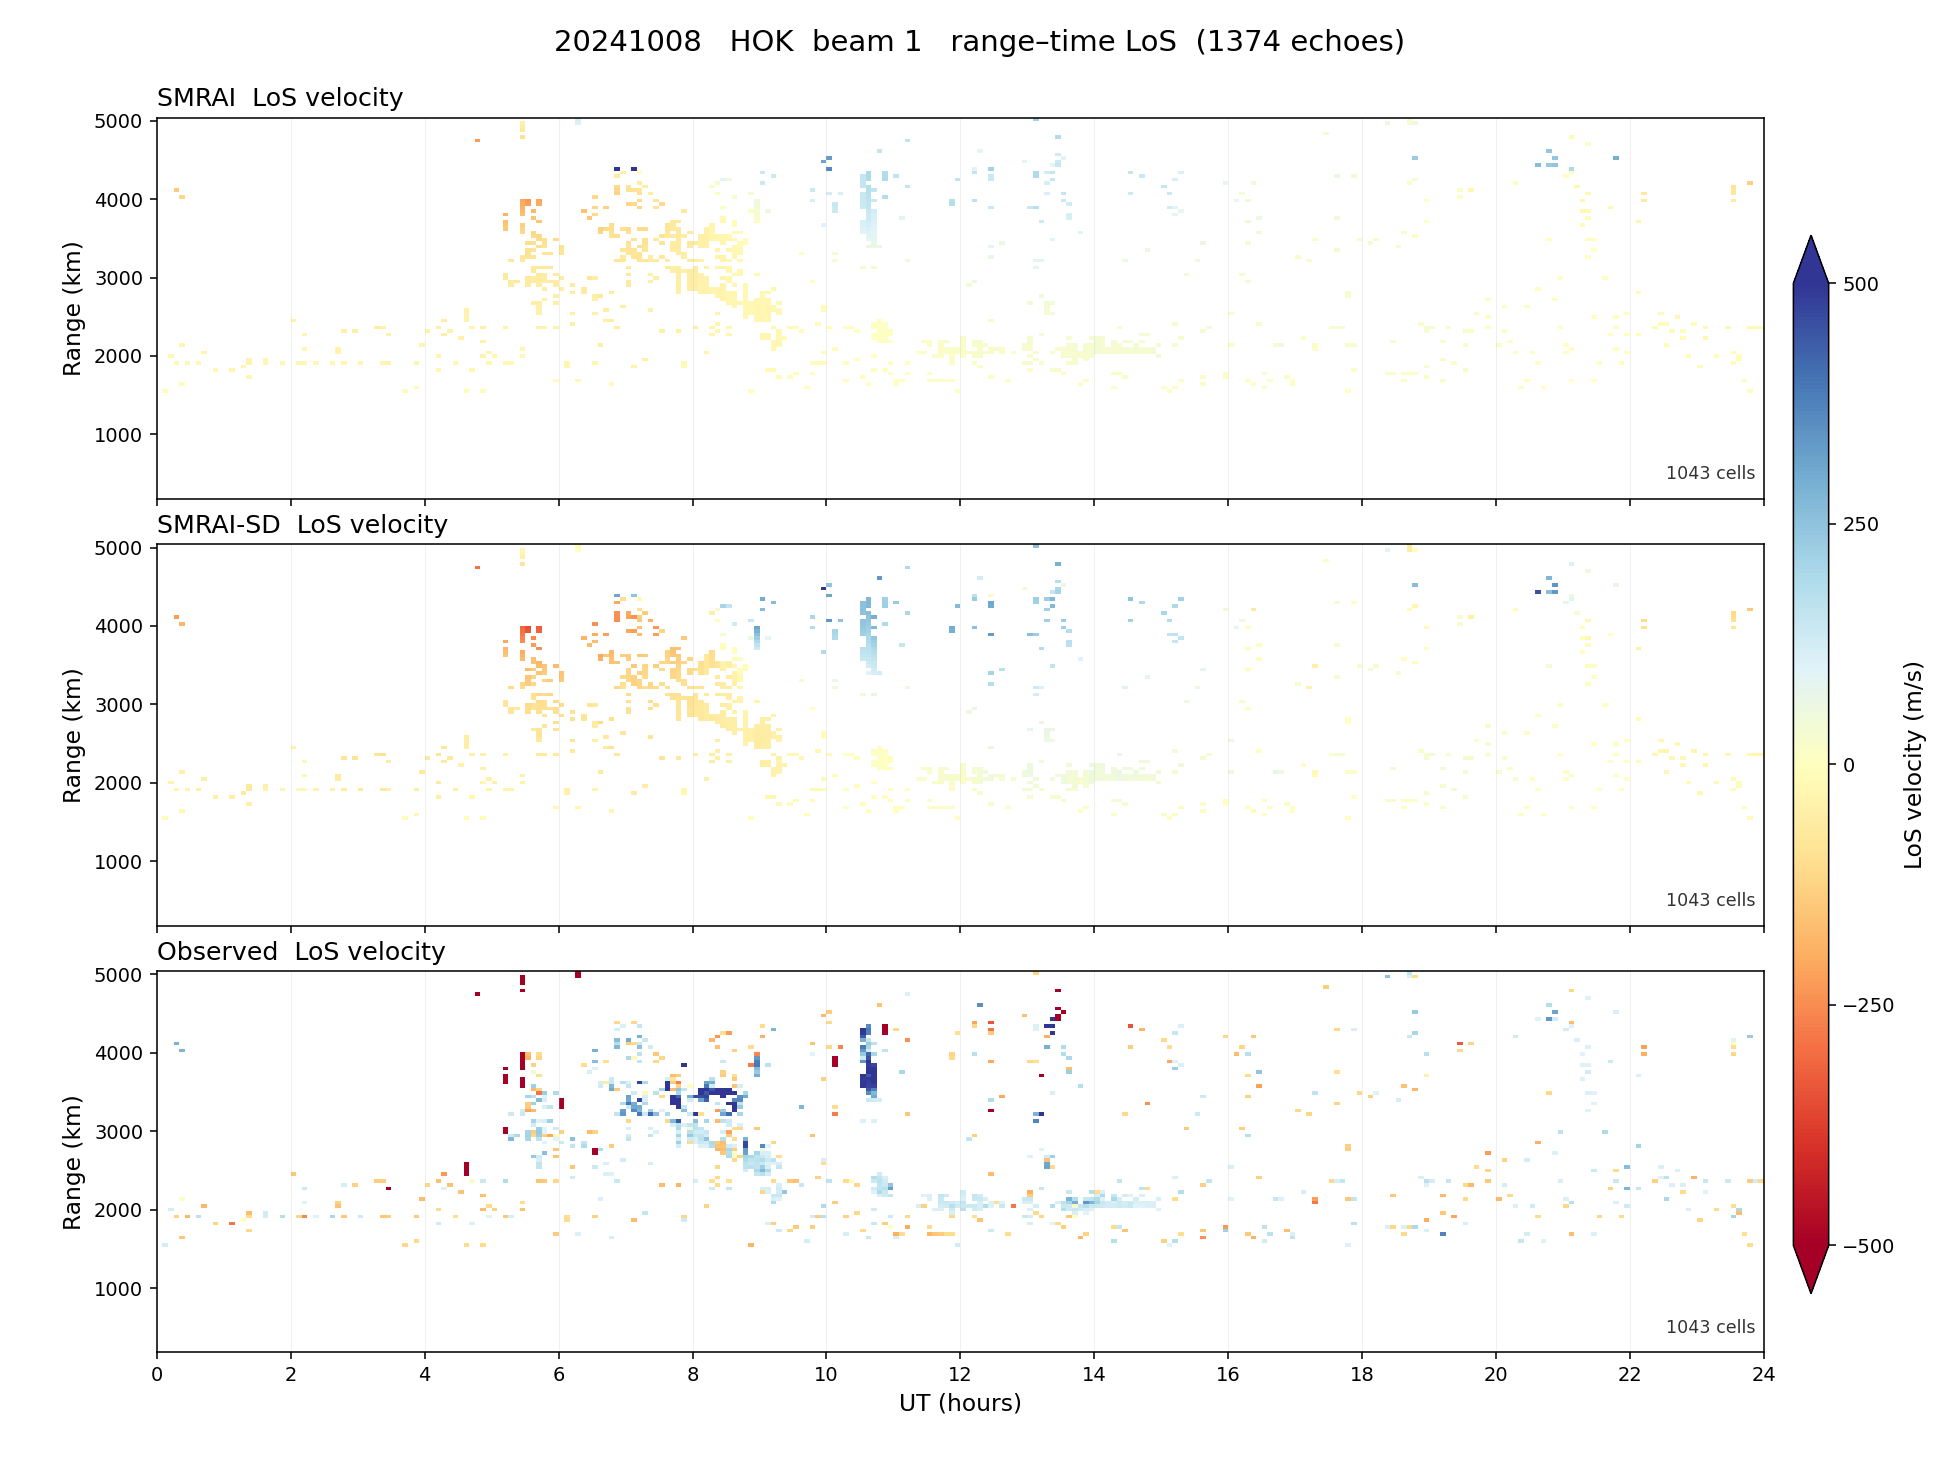 20241008   HOK  beam 1   range–time LoS  (1374 echoes)
SMRAI  LoS velocity
5000
4000
3000
2000
1000
Range (km)
1043 cells
SMRAI-SD  LoS velocity
5000
4000
3000
2000
1000
Range (km)
1043 cells
Observed  LoS velocity
5000
4000
3000
2000
1000
Range (km)
1043 cells
0 2 4 6 8 10 12 14 16 18 20 22 24
UT (hours)
500
250
0
−250
−500
LoS velocity (m/s)